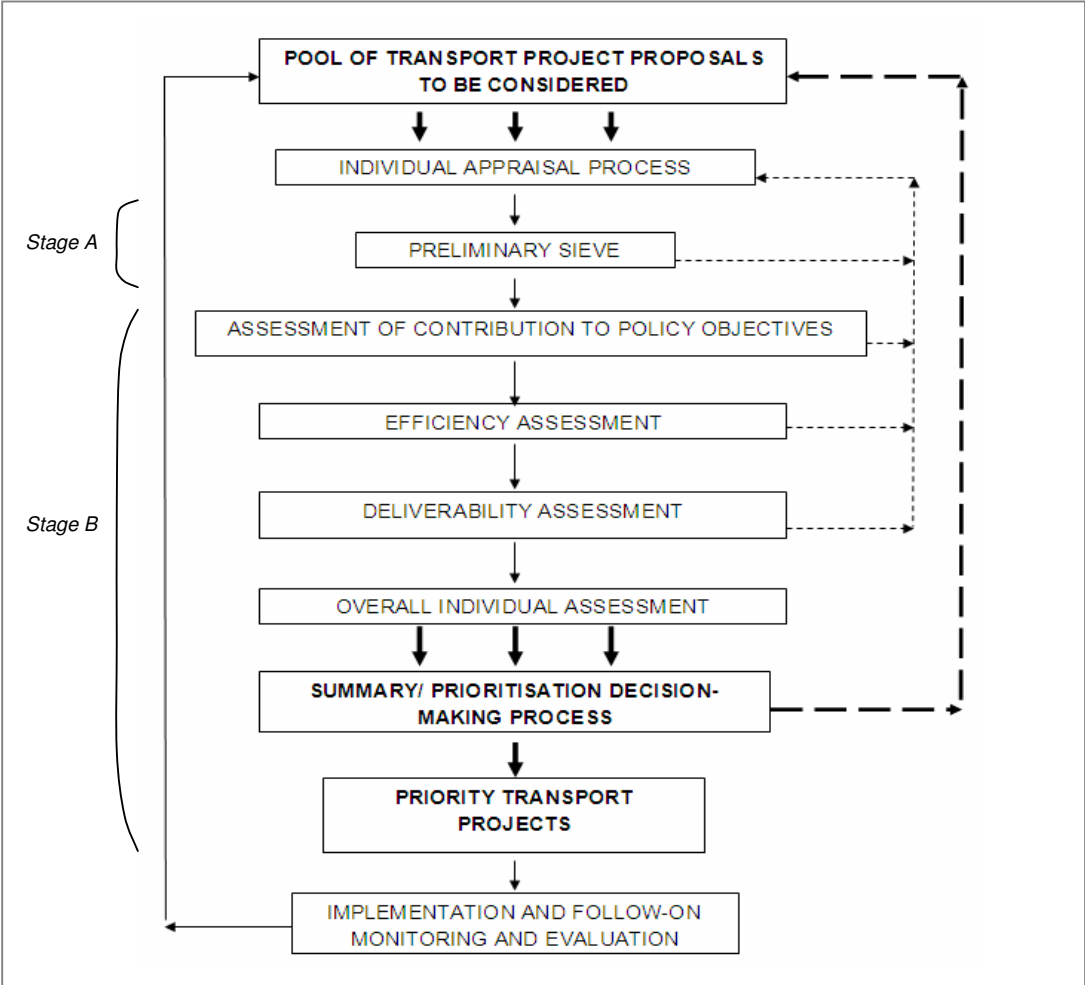 POOL OF TRANSPORT PROJECT PROPOSALS
TO BE CONSIDERED
INDIVIDUAL APPRAISAL PROCESS
Stage A
PRELIMINARY SIEVE
ASSESSMENT OF CONTRIBUTION TO POLICY OBJECTIVES
EFFICIENCY ASSESSMENT
DELIVERABILITY ASSESSMENT
Stage B
OVERALL INDIVIDUAL ASSESSMENT
SUMMARY/ PRIORITISATION DECISION-
MAKING PROCESS
PRIORITY TRANSPORT
PROJECTS
IMPLEMENTATION AND FOLLOW-ON
MONITORING AND EVALUATION